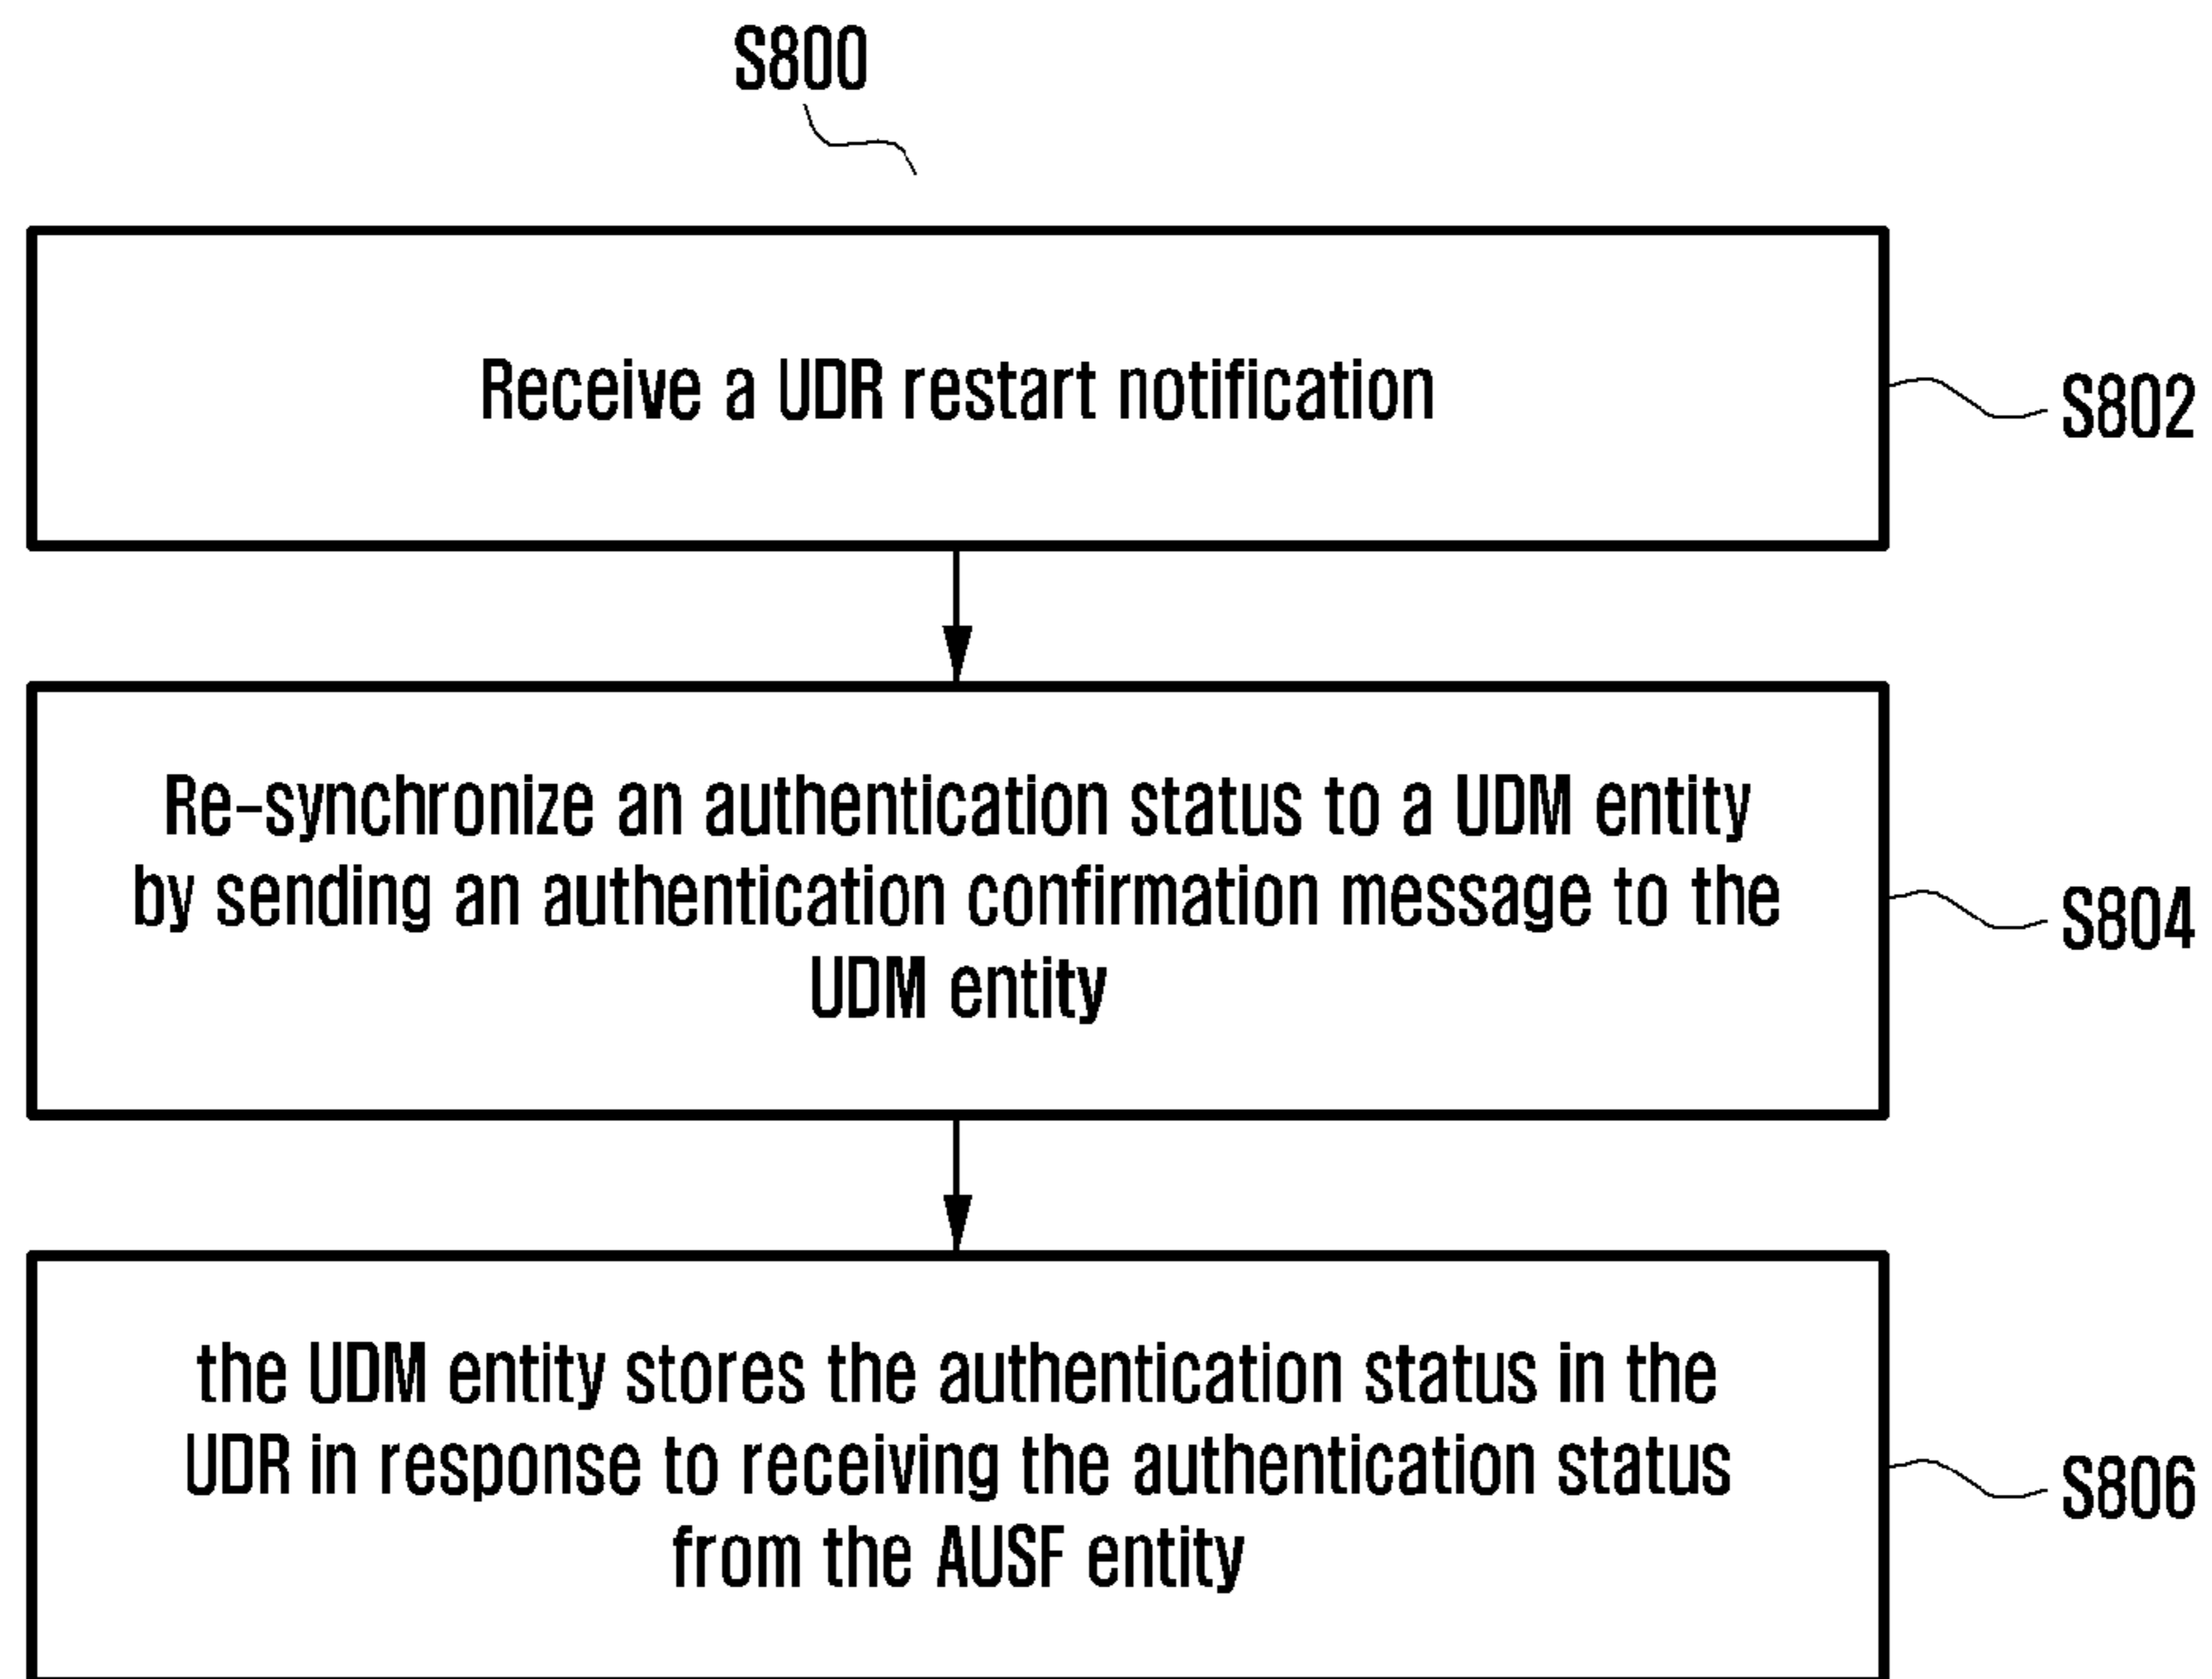 S800
Receive a UDR restart notification
S802
Re-synchronize an authentication status to a UDM entity
by sending an authentication confirmation message to the
UDM entity
S804
the UDM entity stores the authentication status in the
UDR in response to receiving the authentication status
from the AUSF entity
S806